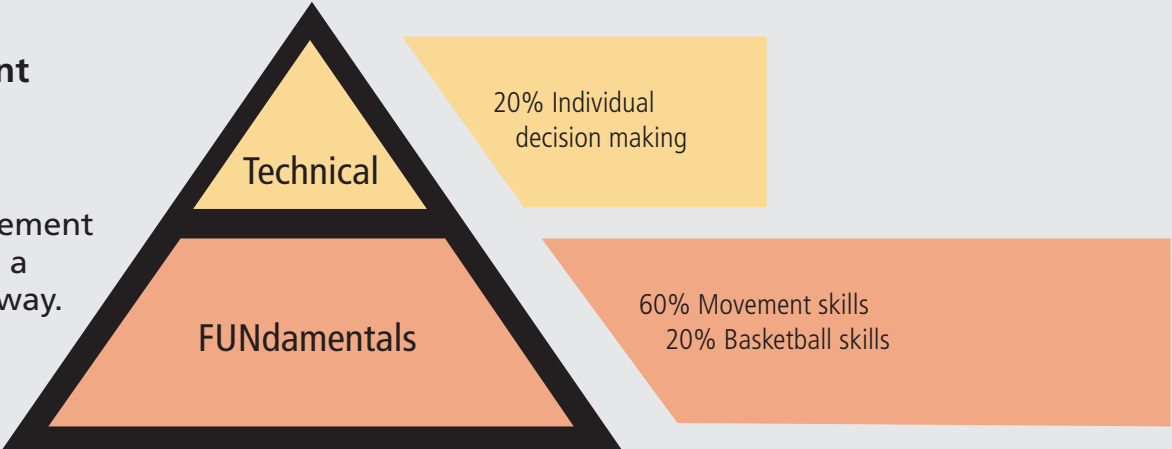 nt
ement
a
way.
Technical
20% Individual
decision making
FUNdamentals
60% Movement skills
20% Basketball skills